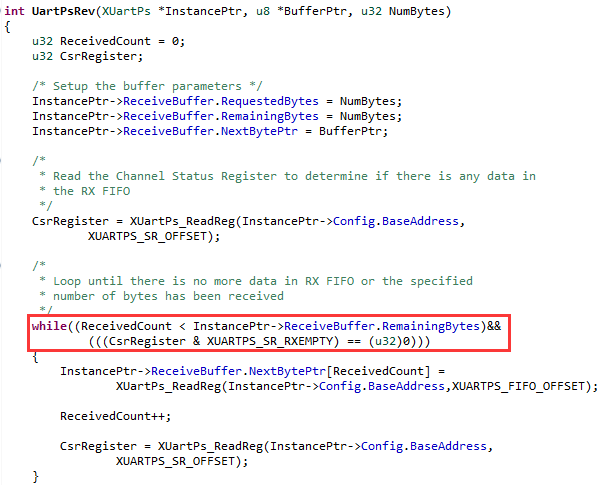 int UartPsRev(XUartPs *InstancePtr, u8 *BufferPtr, u32 NumBytes)
{
    u32 ReceivedCount = 0;
    u32 CsrRegister;

    /* Setup the buffer parameters */
    InstancePtr->ReceiveBuffer.RequestedBytes = NumBytes;
    InstancePtr->ReceiveBuffer.RemainingBytes = NumBytes;
    InstancePtr->ReceiveBuffer.NextBytePtr = BufferPtr;

    /*
     * Read the Channel Status Register to determine if there is any data in
     * the RX FIFO
     */
    CsrRegister = XUartPs_ReadReg(InstancePtr->Config.BaseAddress,
            XUARTPS_SR_OFFSET);

    /*
     * Loop until there is no more data in RX FIFO or the specified
     * number of bytes has been received
     */
    while((ReceivedCount < InstancePtr->ReceiveBuffer.RemainingBytes)&&
            (((CsrRegister & XUARTPS_SR_RXEMPTY) == (u32)0)))
    {
        InstancePtr->ReceiveBuffer.NextBytePtr[ReceivedCount] =
                XUartPs_ReadReg(InstancePtr->Config.BaseAddress,XUARTPS_FIFO_OFFSET);

        ReceivedCount++;

        CsrRegister = XUartPs_ReadReg(InstancePtr->Config.BaseAddress,
                XUARTPS_SR_OFFSET);
    }